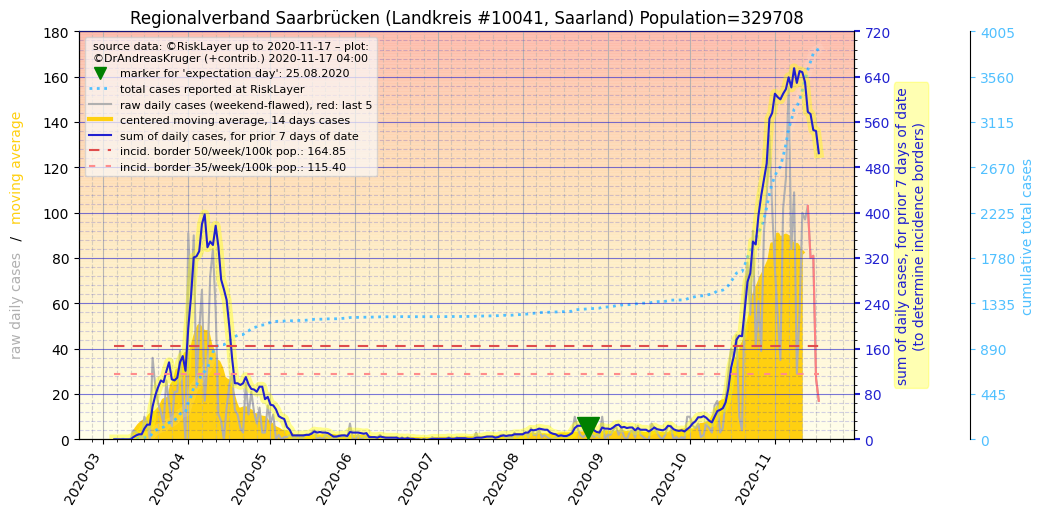 Regionalverband Saarbrücken (Landkreis #10041, Saarland) Population=329708
source data: ©RiskLayer up to 2020-11-17 – plot:
©DrAndreasKruger (+contrib.) 2020-11-17 04:00
marker for 'expectation day': 25.08.2020
total cases reported at RiskLayer
raw daily cases (weekend-flawed), red: last 5
centered moving average, 14 days cases
sum of daily cases, for prior 7 days of date
incid. border 50/week/100k pop.: 164.85
incid. border 35/week/100k pop.: 115.40
raw daily cases / moving average
180
160
140
120
100
80
60
40
20
0
2020-03
2020-04
2020-05
2020-06
2020-07
2020-08
2020-09
2020-10
2020-11
720
640
560
480
400
320
240
160
80
0
sum of daily cases, for prior 7 days of date
(to determine incidence borders)
4005
3560
3115
2670
2225
1780
1335
890
445
0
cumulative total cases